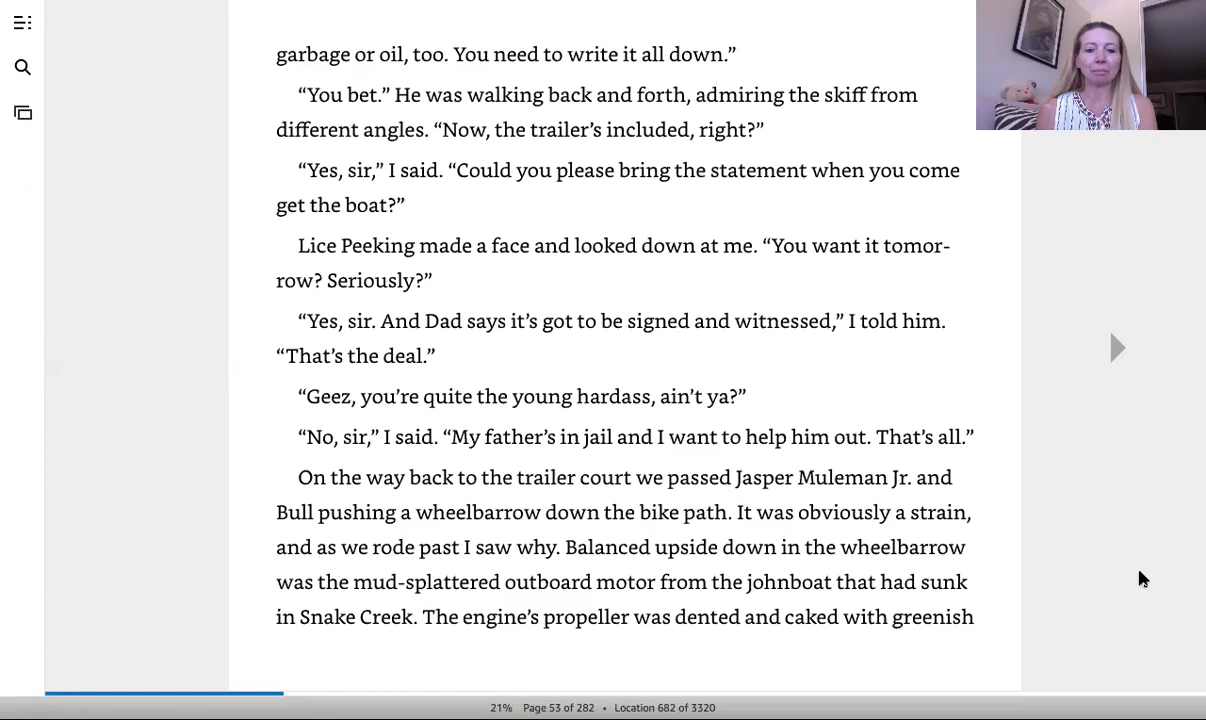 garbage or oil, too. You need to write it all down.”
“You bet.” He was walking back and forth, admiring the skiff from
different angles. “Now, the trailer’s included, right?”
“Yes, sir,” I said. “Could you please bring the statement when you come
get the boat?”
Lice Peeking made a face and looked down at me. “You want it tomor-
row? Seriously?”
“Yes, sir. And Dad says it’s got to be signed and witnessed,” I told him.
“That’s the deal.”
“Geez, you’re quite the young hardass, ain’t ya?”
“No, sir,” I said. “My father’s in jail and I want to help him out. That’s all.”
On the way back to the trailer court we passed Jasper Muleman Jr. and
Bull pushing a wheelbarrow down the bike path. It was obviously a strain,
and as we rode past I saw why. Balanced upside down in the wheelbarrow
was the mud-splattered outboard motor from the johnboat that had sunk
in Snake Creek. The engine’s propeller was dented and caked with greenish
21% Page 53 of 282 • Location 682 of 3320